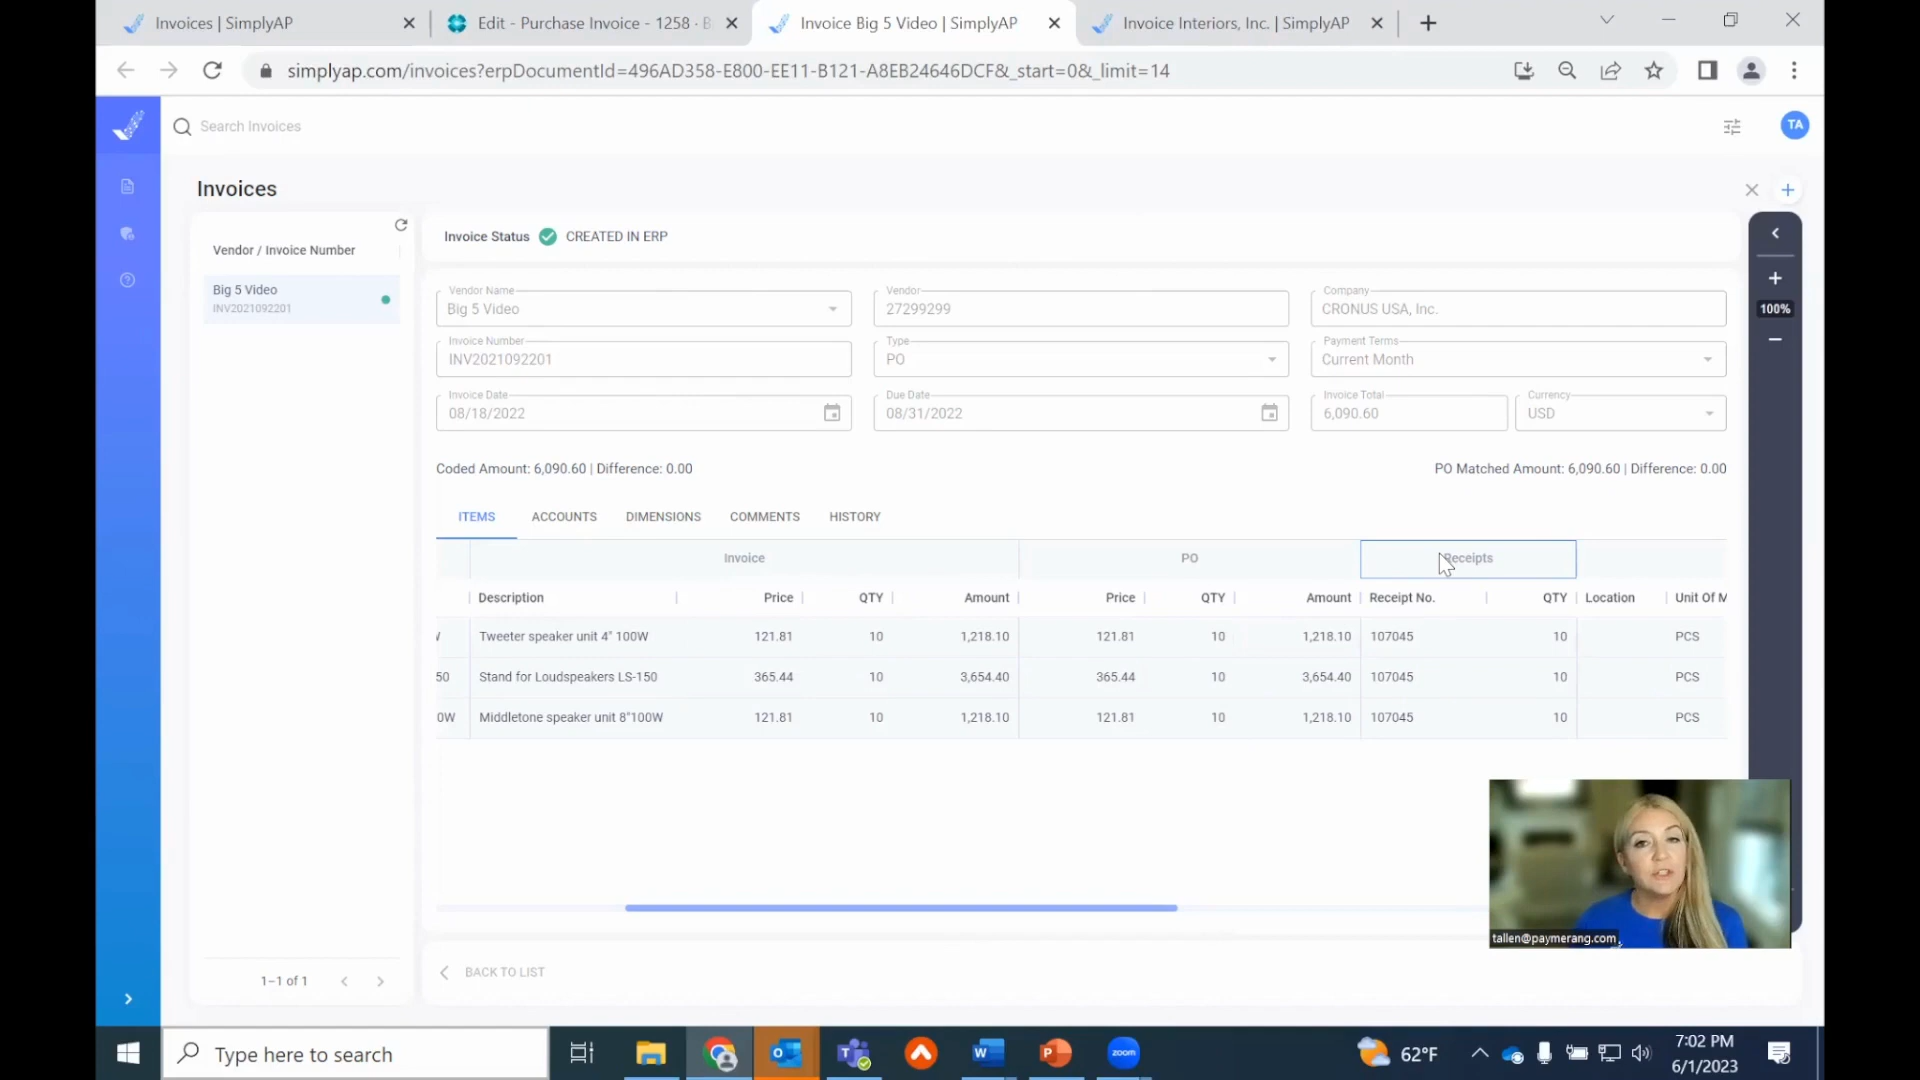 Invoices | SimplyAP
Edit - Purchase Invoice - 1258 · B
Invoice Big 5 Video | SimplyAP
Invoice Interiors, Inc. | SimplyAP
simplyap.com/invoices?erpDocumentId=496AD358-E800-EE11-B121-A8EB24646DCF&_start=0&_limit=14
Search Invoices
TA
Invoices
Vendor / Invoice Number
Big 5 Video
INV2021092201
Invoice Status CREATED IN ERP
Vendor Name
Big 5 Video
Vendor
27299299
Company
CRONUS USA, Inc.
Invoice Number
INV2021092201
Type
PO
Payment Terms
Current Month
Invoice Date
08/18/2022
Due Date
08/31/2022
Invoice Total
6,090.60
Currency
USD
100%
Coded Amount: 6,090.60 | Difference: 0.00
PO Matched Amount: 6,090.60 | Difference: 0.00
ITEMS ACCOUNTS DIMENSIONS COMMENTS HISTORY
Invoice PO Receipts
Description Price QTY Amount Price QTY Amount Receipt No. QTY Location Unit Of M
Tweeter speaker unit 4" 100W 121.81 10 1,218.10 121.81 10 1,218.10 107045 10 PCS
50 Stand for Loudspeakers LS-150 365.44 10 3,654.40 365.44 10 3,654.40 107045 10 PCS
0W Middletone speaker unit 8"100W 121.81 10 1,218.10 121.81 10 1,218.10 107045 10 PCS
tallen@paymerang.com
1–1 of 1
BACK TO LIST
Type here to search
zoom
62°F
7:02 PM
6/1/2023